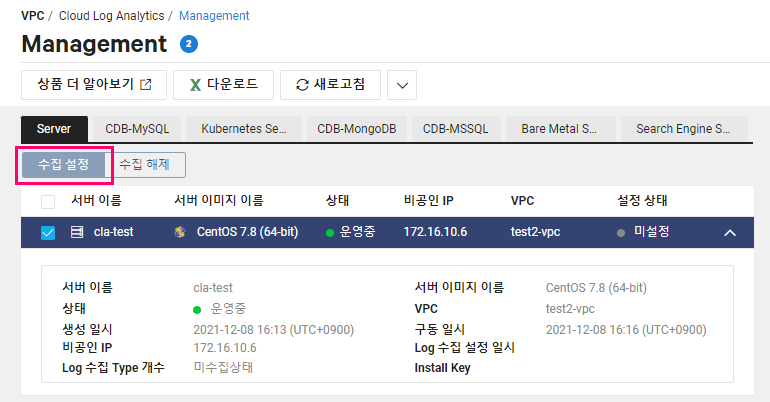 VPC / Cloud Log Analytics / Management
Management 2
상품 더 알아보기 다운로드 새로고침
Server CDB-MySQL Kubernetes Se... CDB-MongoDB CDB-MSSQL Bare Metal S... Search Engine S...
수집 설정 수집 해제
서버 이름 서버 이미지 이름 상태 비공인 IP VPC 설정 상태
cla-test CentOS 7.8 (64-bit) 운영중 172.16.10.6 test2-vpc 미설정
서버 이름 cla-test 서버 이미지 이름 CentOS 7.8 (64-bit)
상태 운영중 VPC test2-vpc
생성 일시 2021-12-08 16:13 (UTC+0900) 구동 일시 2021-12-08 16:16 (UTC+0900)
비공인 IP 172.16.10.6 Log 수집 설정 일시
Log 수집 Type 개수 미수집상태 Install Key